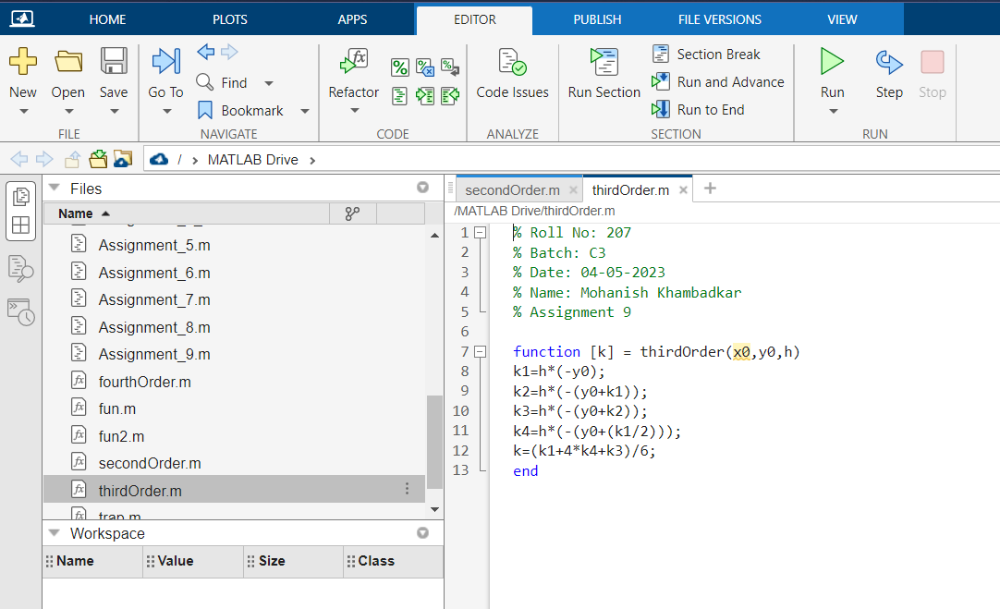 HOME PLOTS APPS EDITOR PUBLISH FILE VERSIONS VIEW
New Open Save Go To Find Bookmark Refactor Code Issues Run Section Section Break Run and Advance Run to End Run Step Stop
FILE NAVIGATE CODE ANALYZE SECTION RUN
/ > MATLAB Drive >
Files
Name
Assignment_5.m
Assignment_6.m
Assignment_7.m
Assignment_8.m
Assignment_9.m
fourthOrder.m
fun.m
fun2.m
secondOrder.m
thirdOrder.m
trap.m
Workspace
Name Value Size Class
secondOrder.m × thirdOrder.m × +
/MATLAB Drive/thirdOrder.m
1 % Roll No: 207
2 % Batch: C3
3 % Date: 04-05-2023
4 % Name: Mohanish Khambadkar
5 % Assignment 9
6
7 function [k] = thirdOrder(x0,y0,h)
8 k1=h*(-y0);
9 k2=h*(-(y0+k1));
10 k3=h*(-(y0+k2));
11 k4=h*(-(y0+(k1/2)));
12 k=(k1+4*k4+k3)/6;
13 end